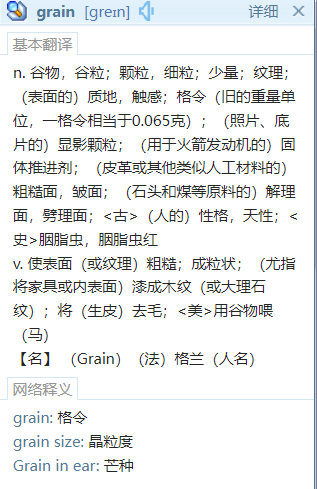 grain [greɪn] 详细
基本翻译
n. 谷物，谷粒；颗粒，细粒；少量；纹理；
（表面的）质地，触感；格令（旧的重量单
位，一格令相当于0.065克）；（照片、底
片的）显影颗粒；（用于火箭发动机的）固
体推进剂；（皮革或其他类似人工材料的）
粗糙面，皱面；（石头和煤等原料的）解理
面，劈理面；<古>（人的）性格，天性；<
史>胭脂虫，胭脂虫红
v. 使表面（或纹理）粗糙；成粒状；（尤指
将家具或内表面）漆成木纹（或大理石
纹）；将（生皮）去毛；<美>用谷物喂
（马）
【名】（Grain）（法）格兰（人名）
网络释义
grain: 格令
grain size: 晶粒度
Grain in ear: 芒种